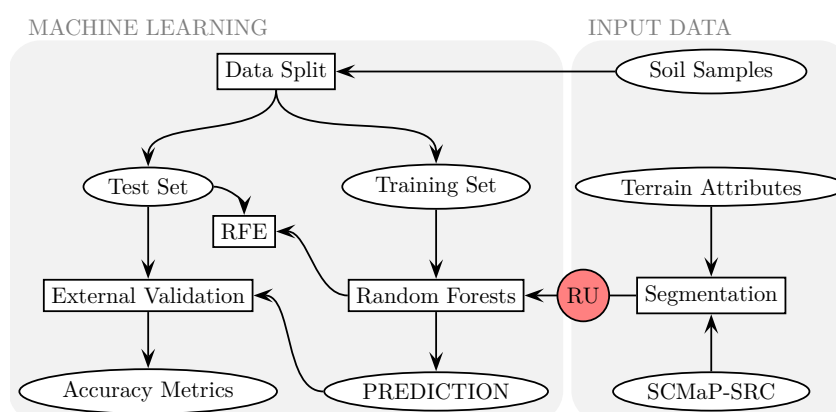 MACHINE LEARNING
INPUT DATA
Data Split
Soil Samples
Test Set
Training Set
Terrain Attributes
RFE
External Validation
Random Forests
RU
Segmentation
Accuracy Metrics
PREDICTION
SCMaP-SRC